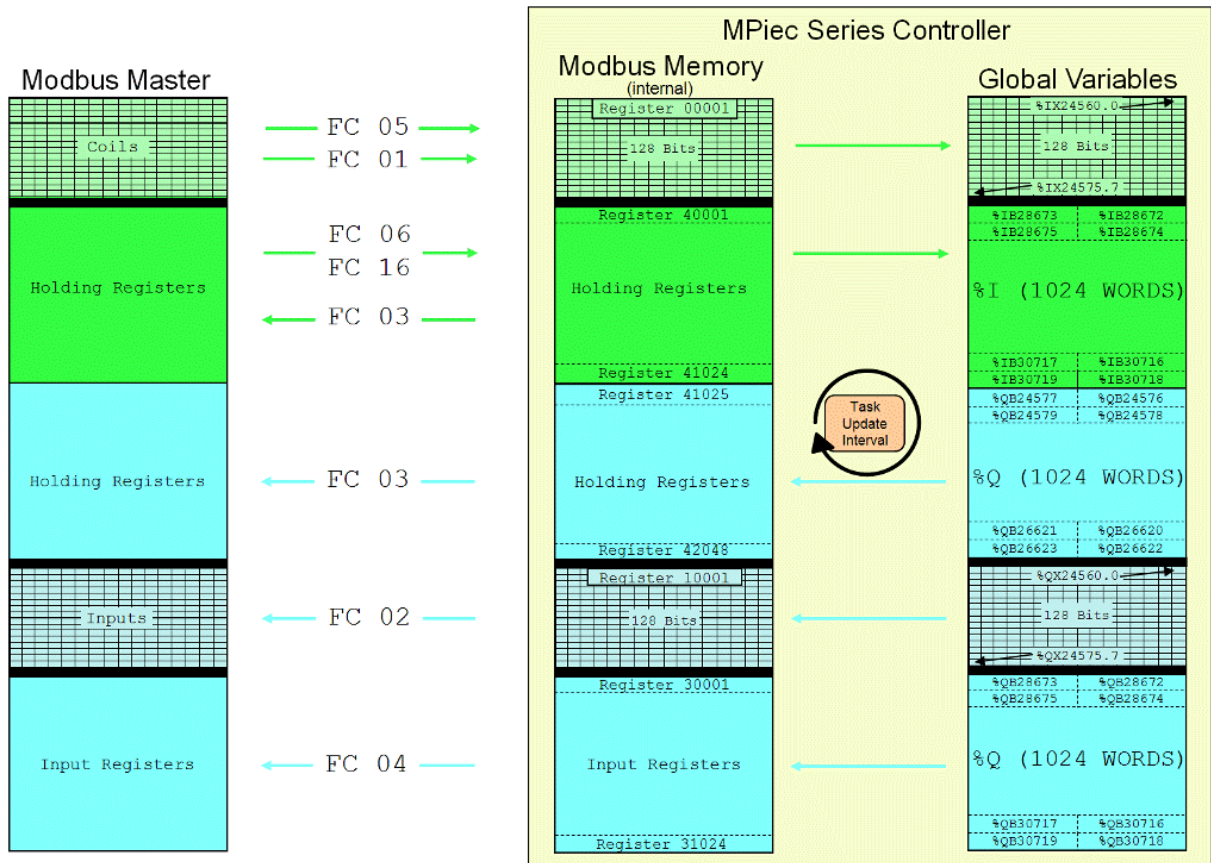 MPiec Series Controller
Modbus Master
Modbus Memory
(internal)
Global Variables
Coils
FC 05
FC 01
Register 00001
128 Bits
%IX24560.0
128 Bits
%IX24575.7
Holding Registers
FC 06
FC 16
FC 03
Register 40001
Holding Registers
Register 41024
%IB28673 %IB28672
%IB28675 %IB28674
%I (1024 WORDS)
%IB30717 %IB30716
%IB30719 %IB30718
Task
Update
Interval
Holding Registers
FC 03
Register 41025
Holding Registers
Register 42048
%QB24577 %QB24576
%QB24579 %QB24578
%Q (1024 WORDS)
%QB26621 %QB26620
%QB26623 %QB26622
Inputs
FC 02
Register 10001
128 Bits
%QX24560.0
128 Bits
%QX24575.7
Input Registers
FC 04
Register 30001
Input Registers
Register 31024
%QB28673 %QB28672
%QB28675 %QB28674
%Q (1024 WORDS)
%QB30717 %QB30716
%QB30719 %QB30718